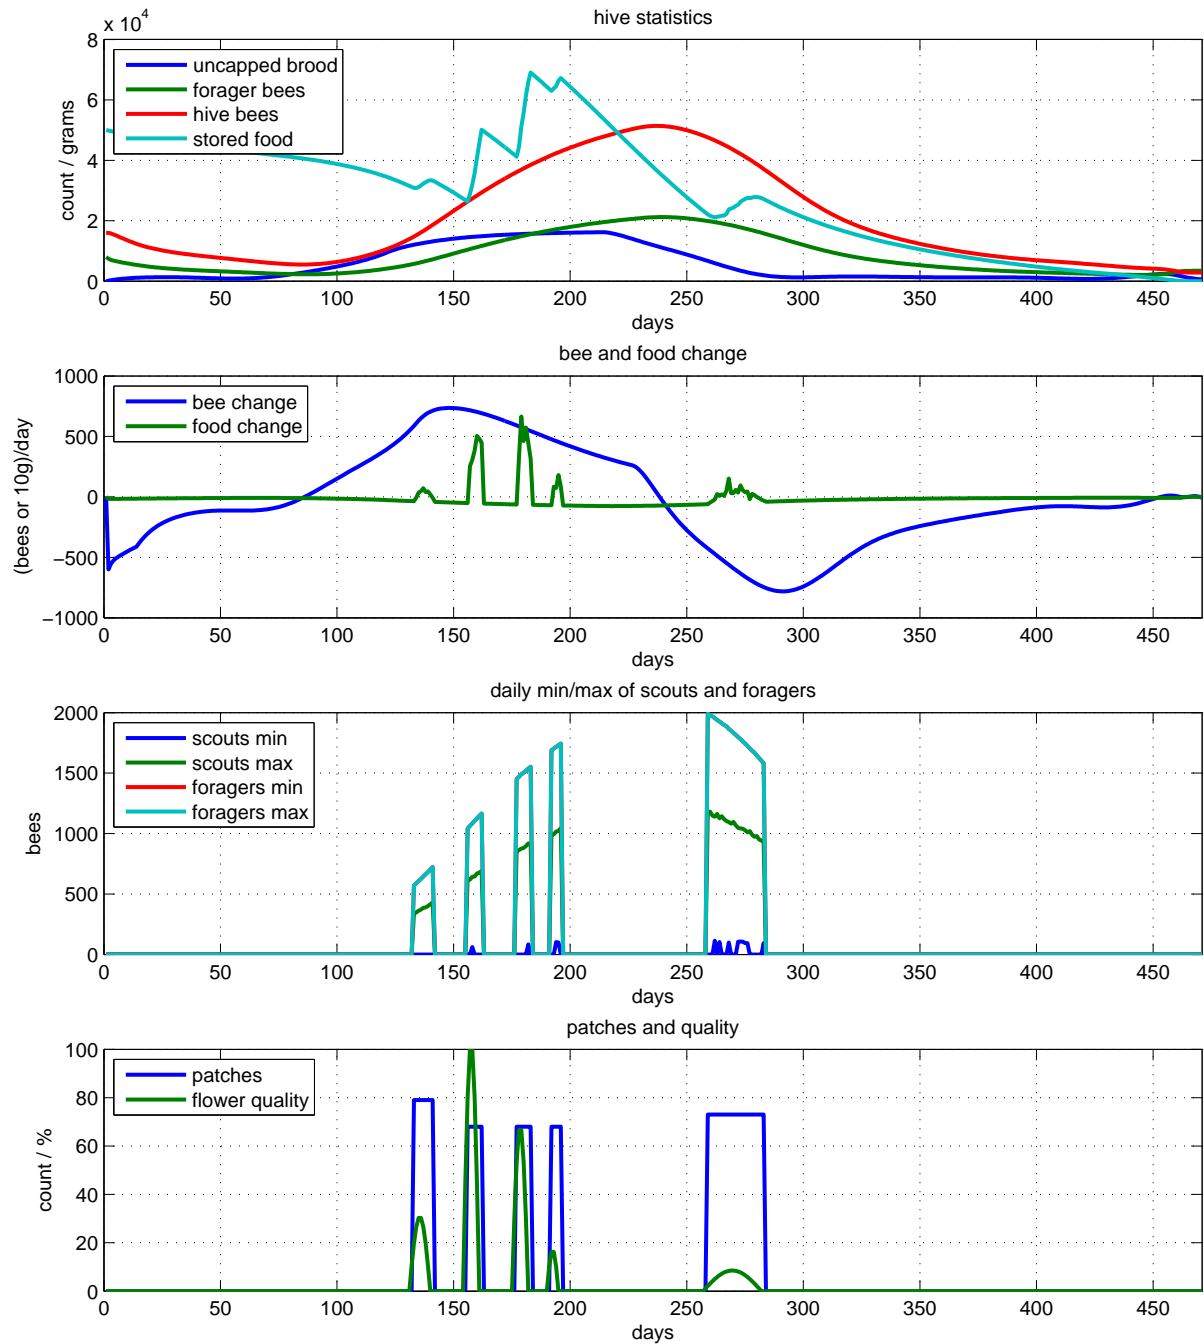 hive statistics
x 10^4
8
6
4
2
0
count / grams
uncapped brood
forager bees
hive bees
stored food
0 50 100 150 200 250 300 350 400 450
days
bee and food change
1000
500
0
−500
−1000
(bees or 10g)/day
bee change
food change
0 50 100 150 200 250 300 350 400 450
days
daily min/max of scouts and foragers
2000
1500
1000
500
0
bees
scouts min
scouts max
foragers min
foragers max
0 50 100 150 200 250 300 350 400 450
days
patches and quality
100
80
60
40
20
0
count / %
patches
flower quality
0 50 100 150 200 250 300 350 400 450
days